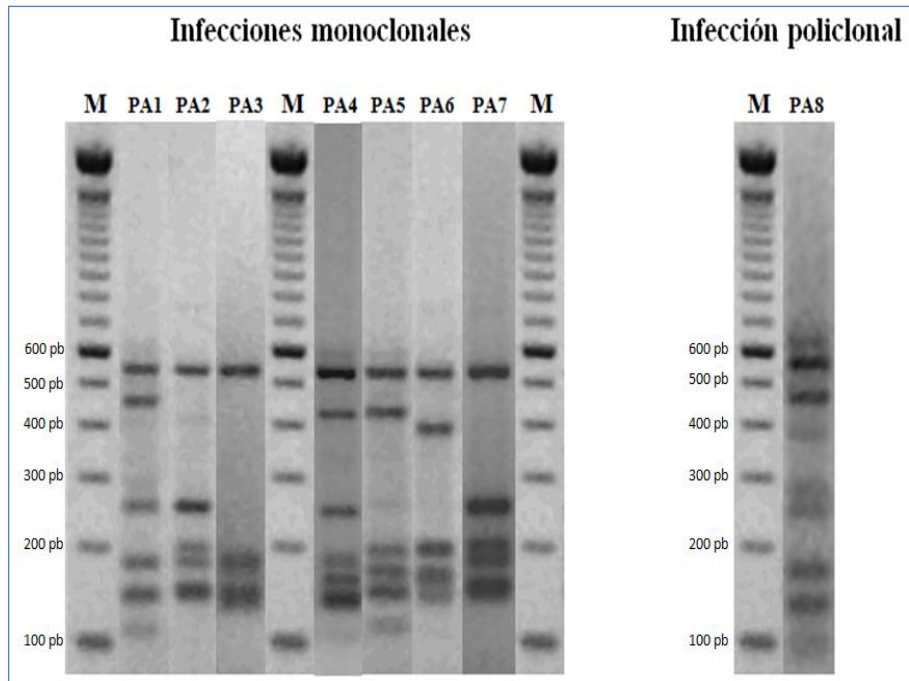 Infecciones monoclonales
Infección policlonal
M PA1 PA2 PA3 M PA4 PA5 PA6 PA7 M
M PA8
600 pb
500 pb
400 pb
300 pb
200 pb
100 pb
600 pb
500 pb
400 pb
300 pb
200 pb
100 pb